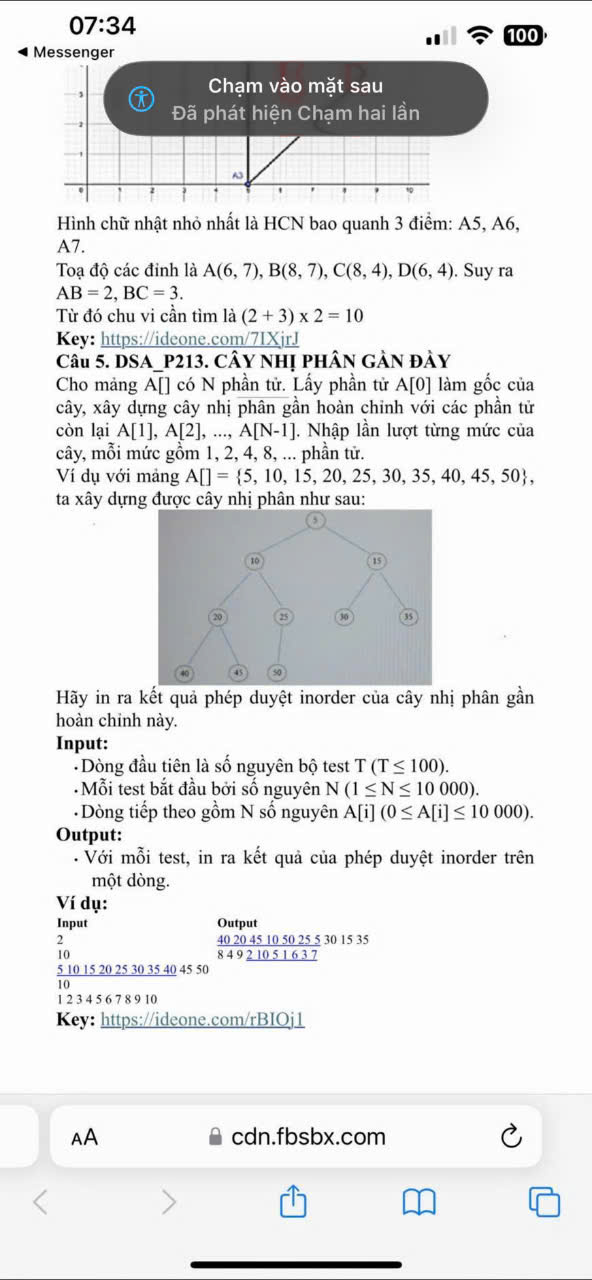 07:34
100
◀ Messenger
Chạm vào mặt sau
Đã phát hiện Chạm hai lần
3
2
1
A3
0
10
Hình chữ nhật nhỏ nhất là HCN bao quanh 3 điểm: A5, A6,
A7.
Toạ độ các đỉnh là A(6, 7), B(8, 7), C(8, 4), D(6, 4). Suy ra
AB = 2, BC = 3.
Từ đó chu vi cần tìm là (2 + 3) x 2 = 10
Key: https://ideone.com/7IXjrJ
Câu 5. DSA_P213. CÂY NHỊ PHÂN GẦN ĐẦY
Cho mảng A[] có N phần tử. Lấy phần tử A[0] làm gốc của
cây, xây dựng cây nhị phân gần hoàn chỉnh với các phần tử
còn lại A[1], A[2], ..., A[N-1]. Nhập lần lượt từng mức của
cây, mỗi mức gồm 1, 2, 4, 8, ... phần tử.
Ví dụ với mảng A[] = {5, 10, 15, 20, 25, 30, 35, 40, 45, 50},
ta xây dựng được cây nhị phân như sau:
5
10 15
20 25 30 35
40 45 50
Hãy in ra kết quả phép duyệt inorder của cây nhị phân gần
hoàn chỉnh này.
Input:
• Dòng đầu tiên là số nguyên bộ test T (T ≤ 100).
• Mỗi test bắt đầu bởi số nguyên N (1 ≤ N ≤ 10 000).
• Dòng tiếp theo gồm N số nguyên A[i] (0 ≤ A[i] ≤ 10 000).
Output:
• Với mỗi test, in ra kết quả của phép duyệt inorder trên
một dòng.
Ví dụ:
Input
2
10
5 10 15 20 25 30 35 40 45 50
10
1 2 3 4 5 6 7 8 9 10
Output
40 20 45 10 50 25 5 30 15 35
8 4 9 2 10 5 1 6 3 7
Key: https://ideone.com/rBIOj1
AA
cdn.fbsbx.com